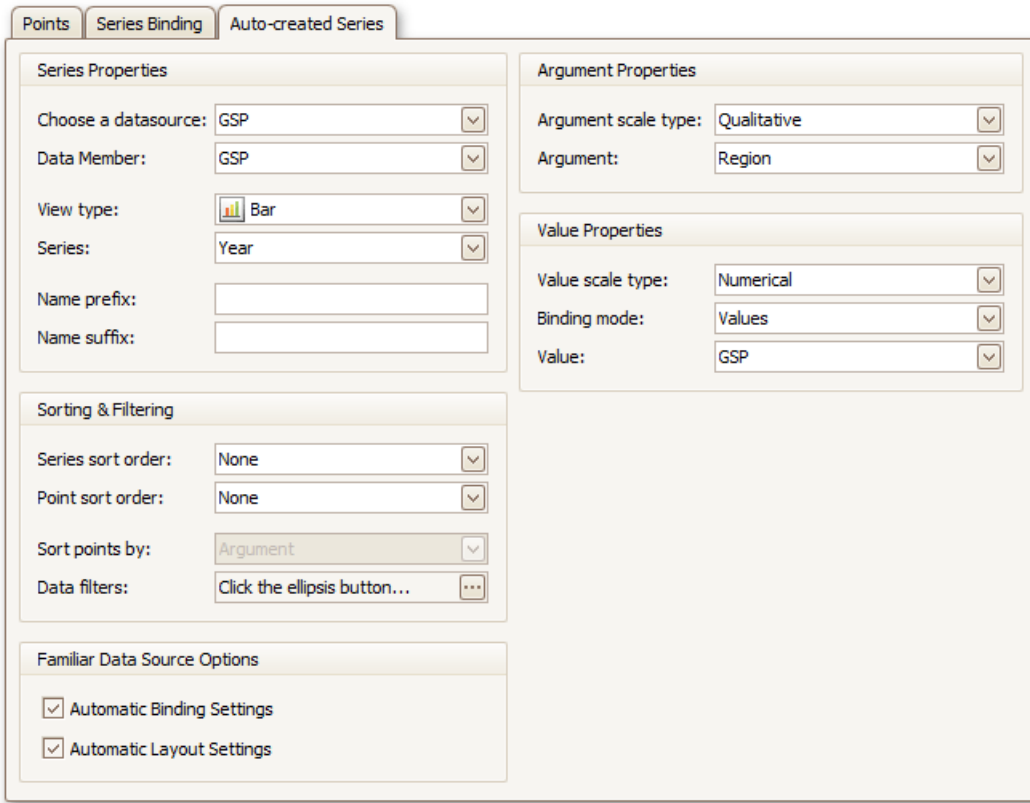 Points Series Binding Auto-created Series
Series Properties
Choose a datasource: GSP
Data Member: GSP
View type: Bar
Series: Year
Name prefix:
Name suffix:
Sorting & Filtering
Series sort order: None
Point sort order: None
Sort points by: Argument
Data filters: Click the ellipsis button...
Familiar Data Source Options
Automatic Binding Settings
Automatic Layout Settings
Argument Properties
Argument scale type: Qualitative
Argument: Region
Value Properties
Value scale type: Numerical
Binding mode: Values
Value: GSP